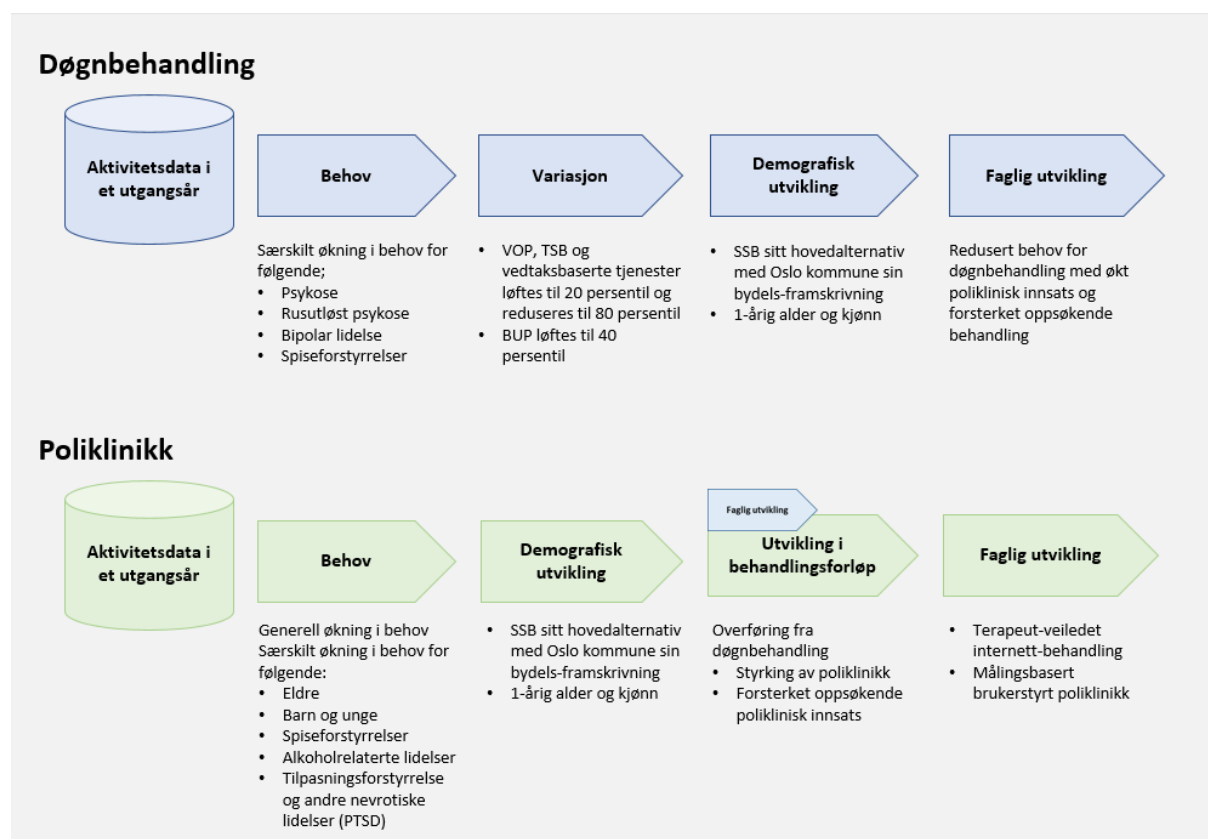 Døgnbehandling
Aktivitetsdata i
et utgangsår
Behov
Variasjon
Demografisk
utvikling
Faglig utvikling
Særskilt økning i behov for
følgende;
• Psykose
• Rusutløst psykose
• Bipolar lidelse
• Spiseforstyrrelser
• VOP, TSB og
vedtaksbaserte tjenester
løftes til 20 persentil og
reduseres til 80 persentil
• BUP løftes til 40
persentil
• SSB sitt hovedalternativ
med Oslo kommune sin
bydels-framskrivning
• 1-årig alder og kjønn
Redusert behov for
døgnbehandling med økt
poliklinisk innsats og
forsterket oppsøkende
behandling
Poliklinikk
Aktivitetsdata i
et utgangsår
Behov
Demografisk
utvikling
Faglig utvikling
Utvikling i
behandlingsforløp
Faglig utvikling
Generell økning i behov
Særskilt økning i behov for
følgende:
• Eldre
• Barn og unge
• Spiseforstyrrelser
• Alkoholrelaterte lidelser
• Tilpasningsforstyrrelse
og andre nevrotiske
lidelser (PTSD)
• SSB sitt hovedalternativ
med Oslo kommune sin
bydels-framskrivning
• 1-årig alder og kjønn
Overføring fra
døgnbehandling
• Styrking av poliklinikk
• Forsterket oppsøkende
poliklinisk innsats
• Terapeut-veiledet
internett-behandling
• Målingsbasert
brukerstyrt poliklinikk